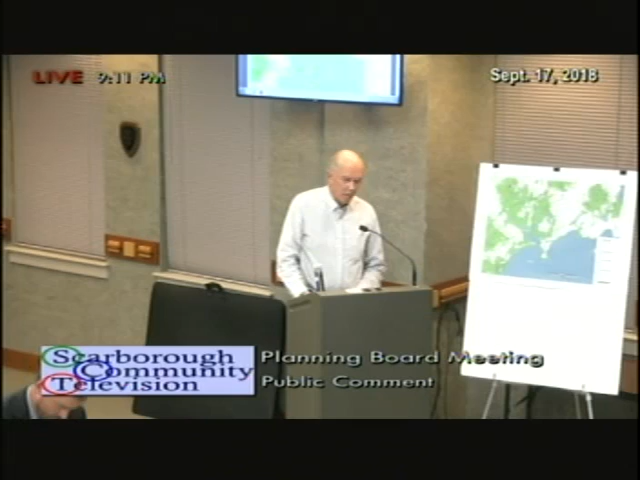 LIVE 9:11 PM
Sept. 17, 2018
Scarborough
Community
Television
Planning Board Meeting
Public Comment